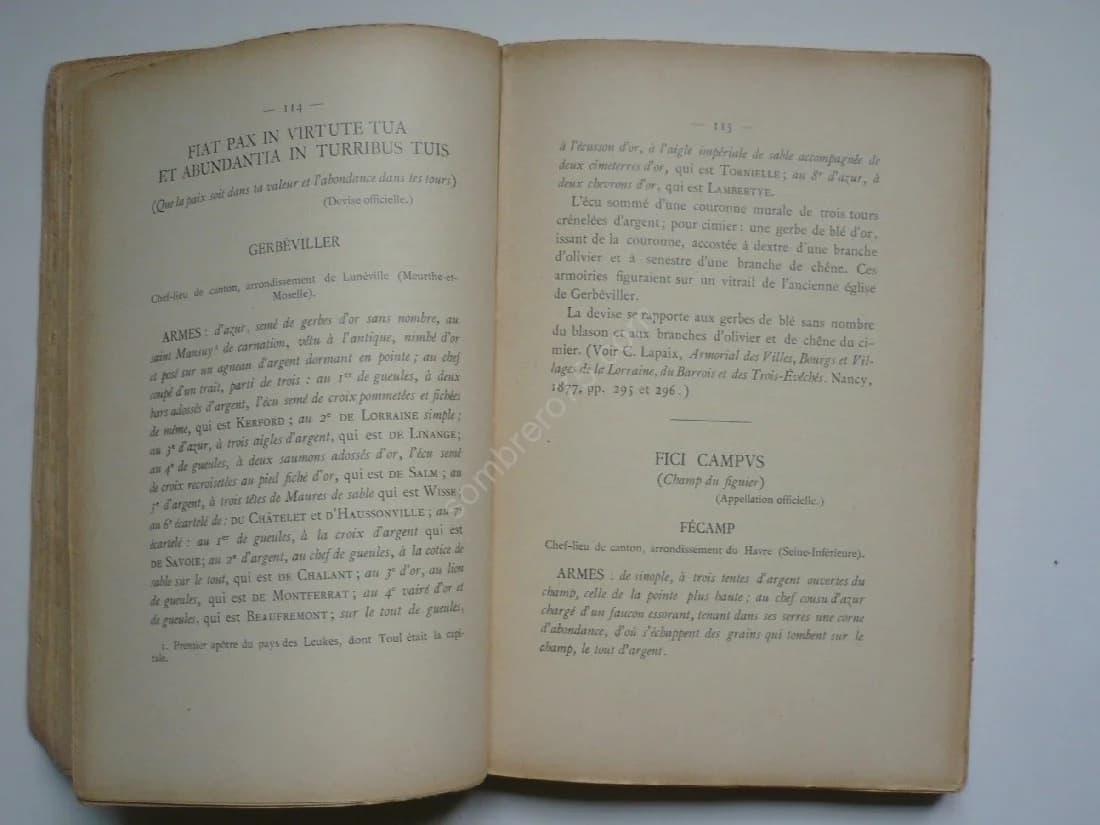 — 114 —
FIAT PAX IN VIRTUTE TUA
ET ABUNDANTIA IN TURRIBUS TUIS
(Que la paix soit dans ta valeur et l'abondance dans tes tours)
(Devise officielle.)
GERBÉVILLER
Chef-lieu de canton, arrondissement de Lunéville (Meurthe-et-
Moselle).
ARMES : d'azur, semé de gerbes d'or sans nombre, au
saint Mansuy¹ de carnation, vêtu à l'antique, nimbé d'or
et posé sur un agneau d'argent dormant en pointe ; au chef
coupé d'un trait, parti de trois : au 1er de gueules, à deux
bars adossés d'argent, l'écu semé de croix pommetées et fichées
de même, qui est KERFORD ; au 2e DE LORRAINE simple ;
au 3e d'azur, à trois aigles d'argent, qui est DE LINANGE ;
au 4e de gueules, à deux saumons adossés d'or, l'écu semé
de croix recroisetées au pied fiché d'or, qui est DE SALM ; au
5e d'argent, à trois têtes de Maures de sable qui est WISSE ;
au 6e écartelé de : DU CHÂTELET et D'HAUSSONVILLE ; au 7e
écartelé : au 1er de gueules, à la croix d'argent qui est
DE SAVOIE ; au 2e d'argent, au chef de gueules, à la cotice de
sable sur le tout, qui est DE CHALANT ; au 3e d'or, au lion
de gueules, qui est DE MONTFERRAT ; au 4e vairé d'or et
de gueules, qui est BEAUFREMONT ; sur le tout de gueules,
1. Premier apôtre du pays des Leukes, dont Toul était la capi-
tale.
— 115 —
à l'écusson d'or, à l'aigle impériale de sable accompagnée de
deux cimeterres d'or, qui est TORNIELLE ; au 8e d'azur, à
deux chevrons d'or, qui est LAMBERTYE.
L'écu sommé d'une couronne murale de trois tours
crénelées d'argent ; pour cimier : une gerbe de blé d'or,
issant de la couronne, accostée à dextre d'une branche
d'olivier et à senestre d'une branche de chêne. Ces
armoiries figuraient sur un vitrail de l'ancienne église
de Gerbéviller.
La devise se rapporte aux gerbes de blé sans nombre
du blason et aux branches d'olivier et de chêne du ci-
mier. (Voir C. Lapaix, Armorial des Villes, Bourgs et Vil-
lages de la Lorraine, du Barrois et des Trois-Évêchés. Nancy,
1877, pp. 295 et 296.)
FICI CAMPVS
(Champ du figuier)
(Appellation officielle.)
FÉCAMP
Chef-lieu de canton, arrondissement du Havre (Seine-Inférieure).
ARMES : de sinople, à trois tentes d'argent ouvertes du
champ, celle de la pointe plus haute ; au chef cousu d'azur
chargé d'un faucon essorant, tenant dans ses serres une corne
d'abondance, d'où s'échappent des grains qui tombent sur le
champ, le tout d'argent.